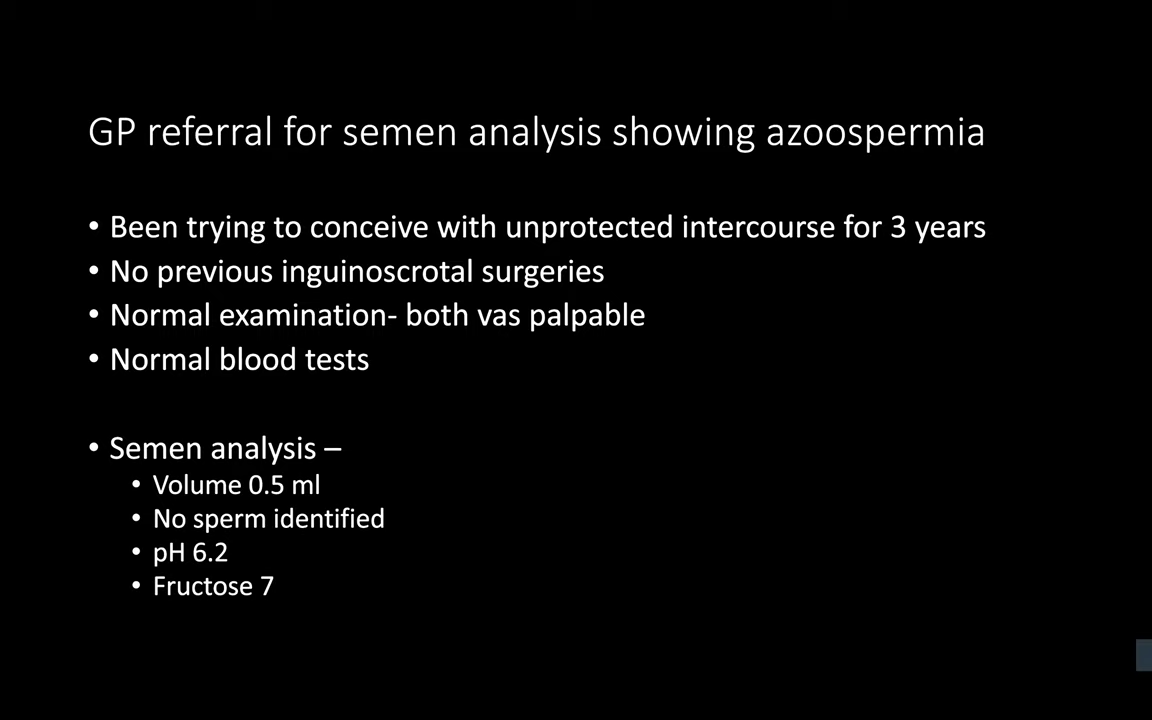 GP referral for semen analysis showing azoospermia
• Been trying to conceive with unprotected intercourse for 3 years
• No previous inguinoscrotal surgeries
• Normal examination- both vas palpable
• Normal blood tests
• Semen analysis –
• Volume 0.5 ml
• No sperm identified
• pH 6.2
• Fructose 7